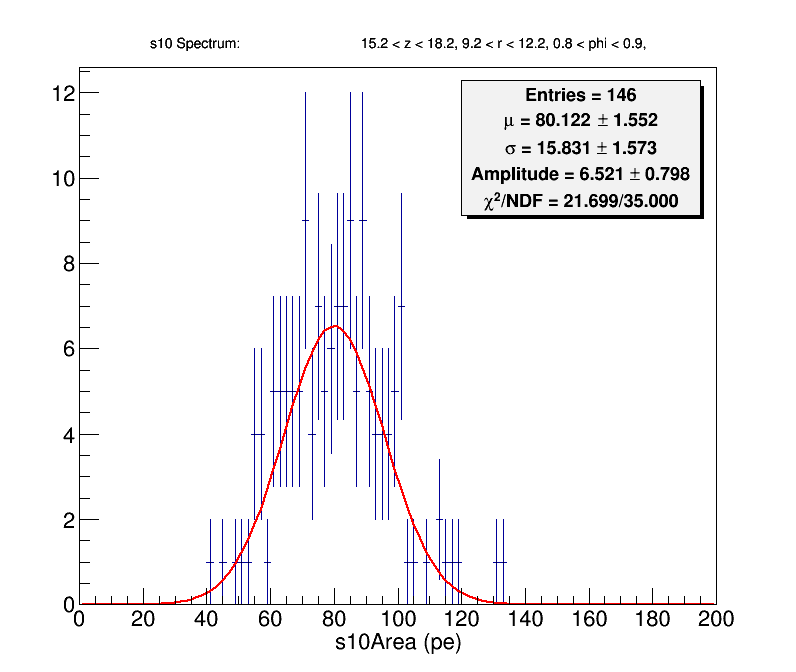 s10 Spectrum: 15.2 < z < 18.2, 9.2 < r < 12.2, 0.8 < phi < 0.9,
Entries = 146
μ = 80.122 ± 1.552
σ = 15.831 ± 1.573
Amplitude = 6.521 ± 0.798
χ²/NDF = 21.699/35.000
12
10
8
6
4
2
0
0 20 40 60 80 100 120 140 160 180 200
s10Area (pe)